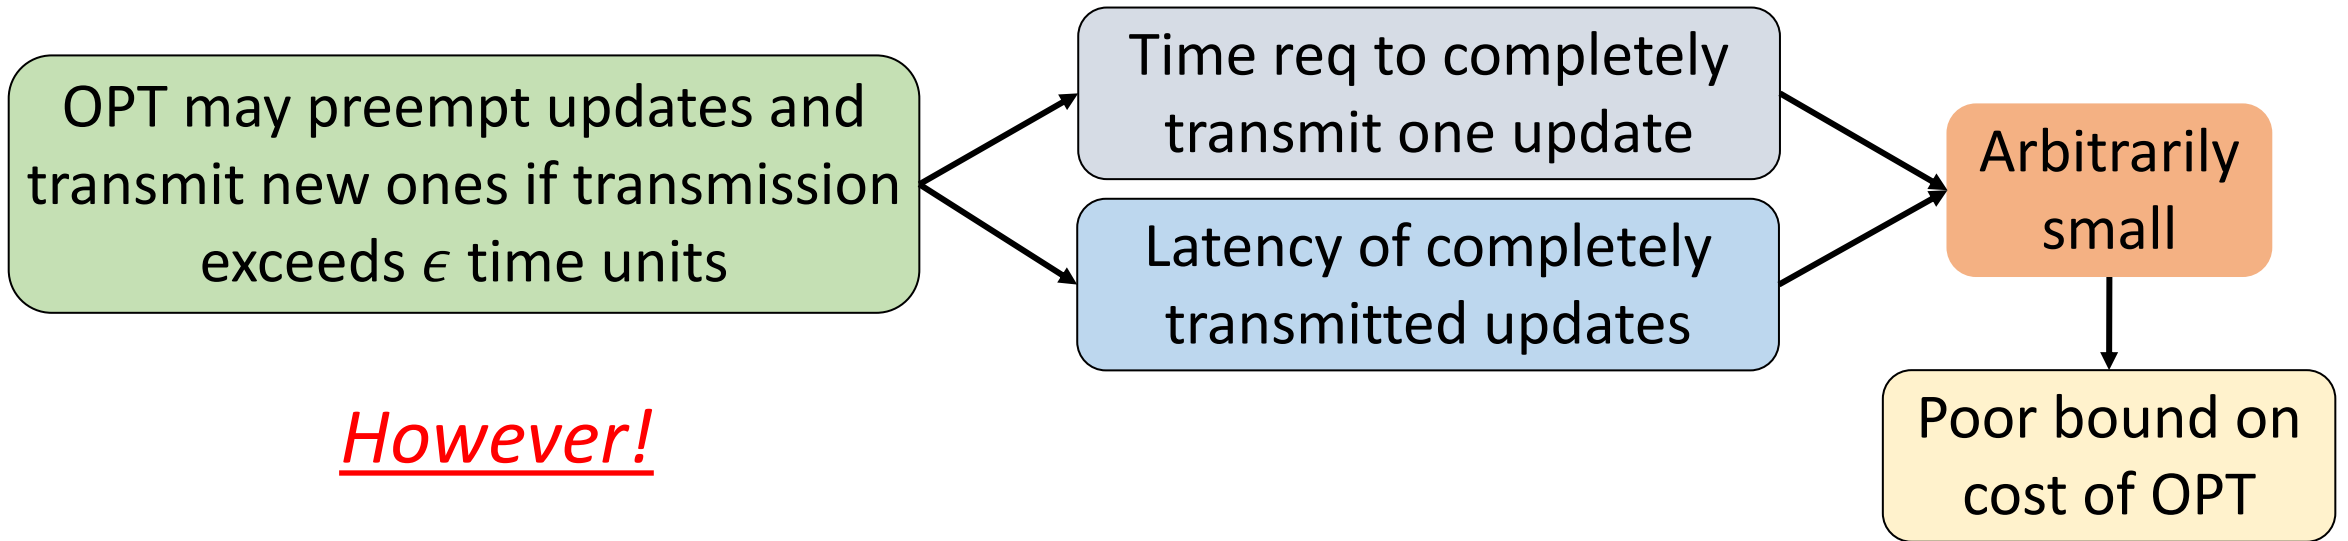 OPT may preempt updates and
transmit new ones if transmission
exceeds ϵ time units
Time req to completely
transmit one update
Latency of completely
transmitted updates
Arbitrarily
small
Poor bound on
cost of OPT
However!